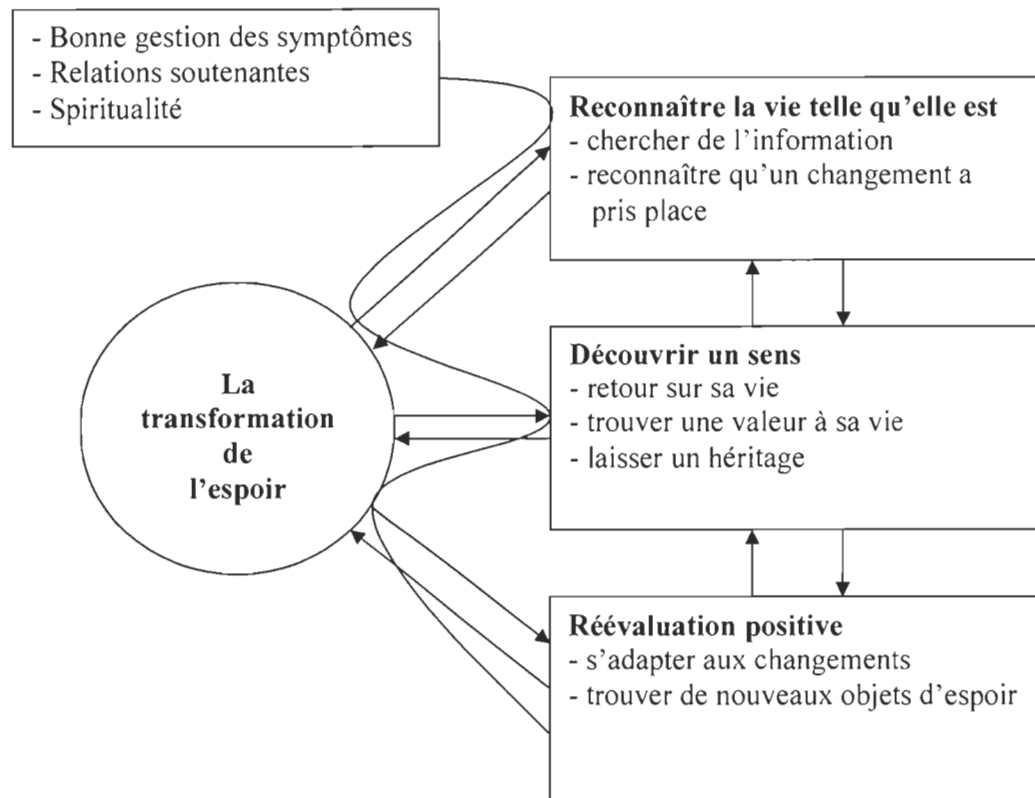 - Bonne gestion des symptômes
- Relations soutenantes
- Spiritualité
Reconnaître la vie telle qu'elle est
- chercher de l'information
- reconnaître qu'un changement a
pris place
La
transformation
de
l'espoir
Découvrir un sens
- retour sur sa vie
- trouver une valeur à sa vie
- laisser un héritage
Réévaluation positive
- s'adapter aux changements
- trouver de nouveaux objets d'espoir